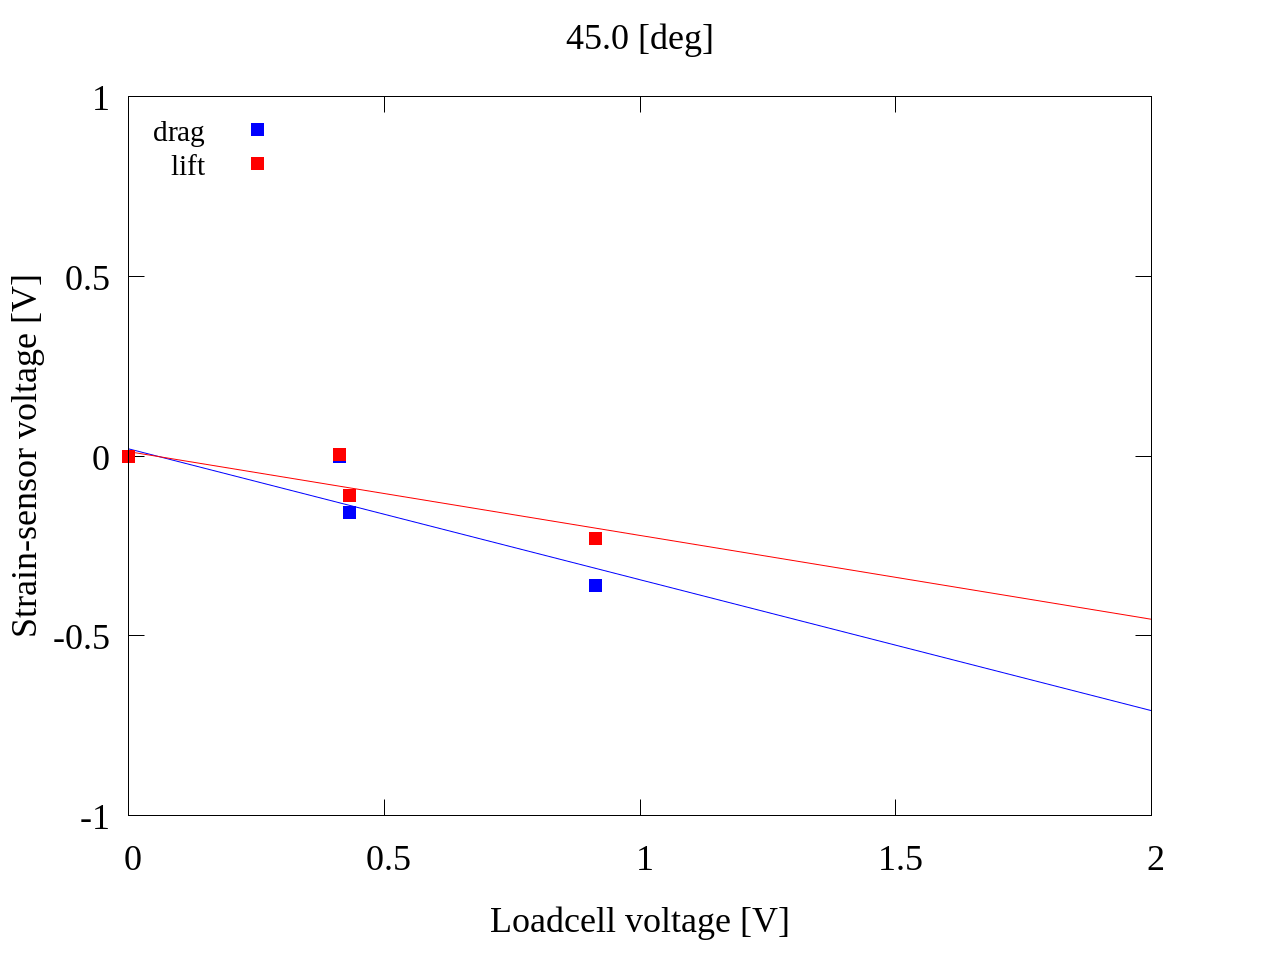 45.0 [deg]
drag
lift
1
0.5
0
-0.5
-1
Strain-sensor voltage [V]
0 0.5 1 1.5 2
Loadcell voltage [V]